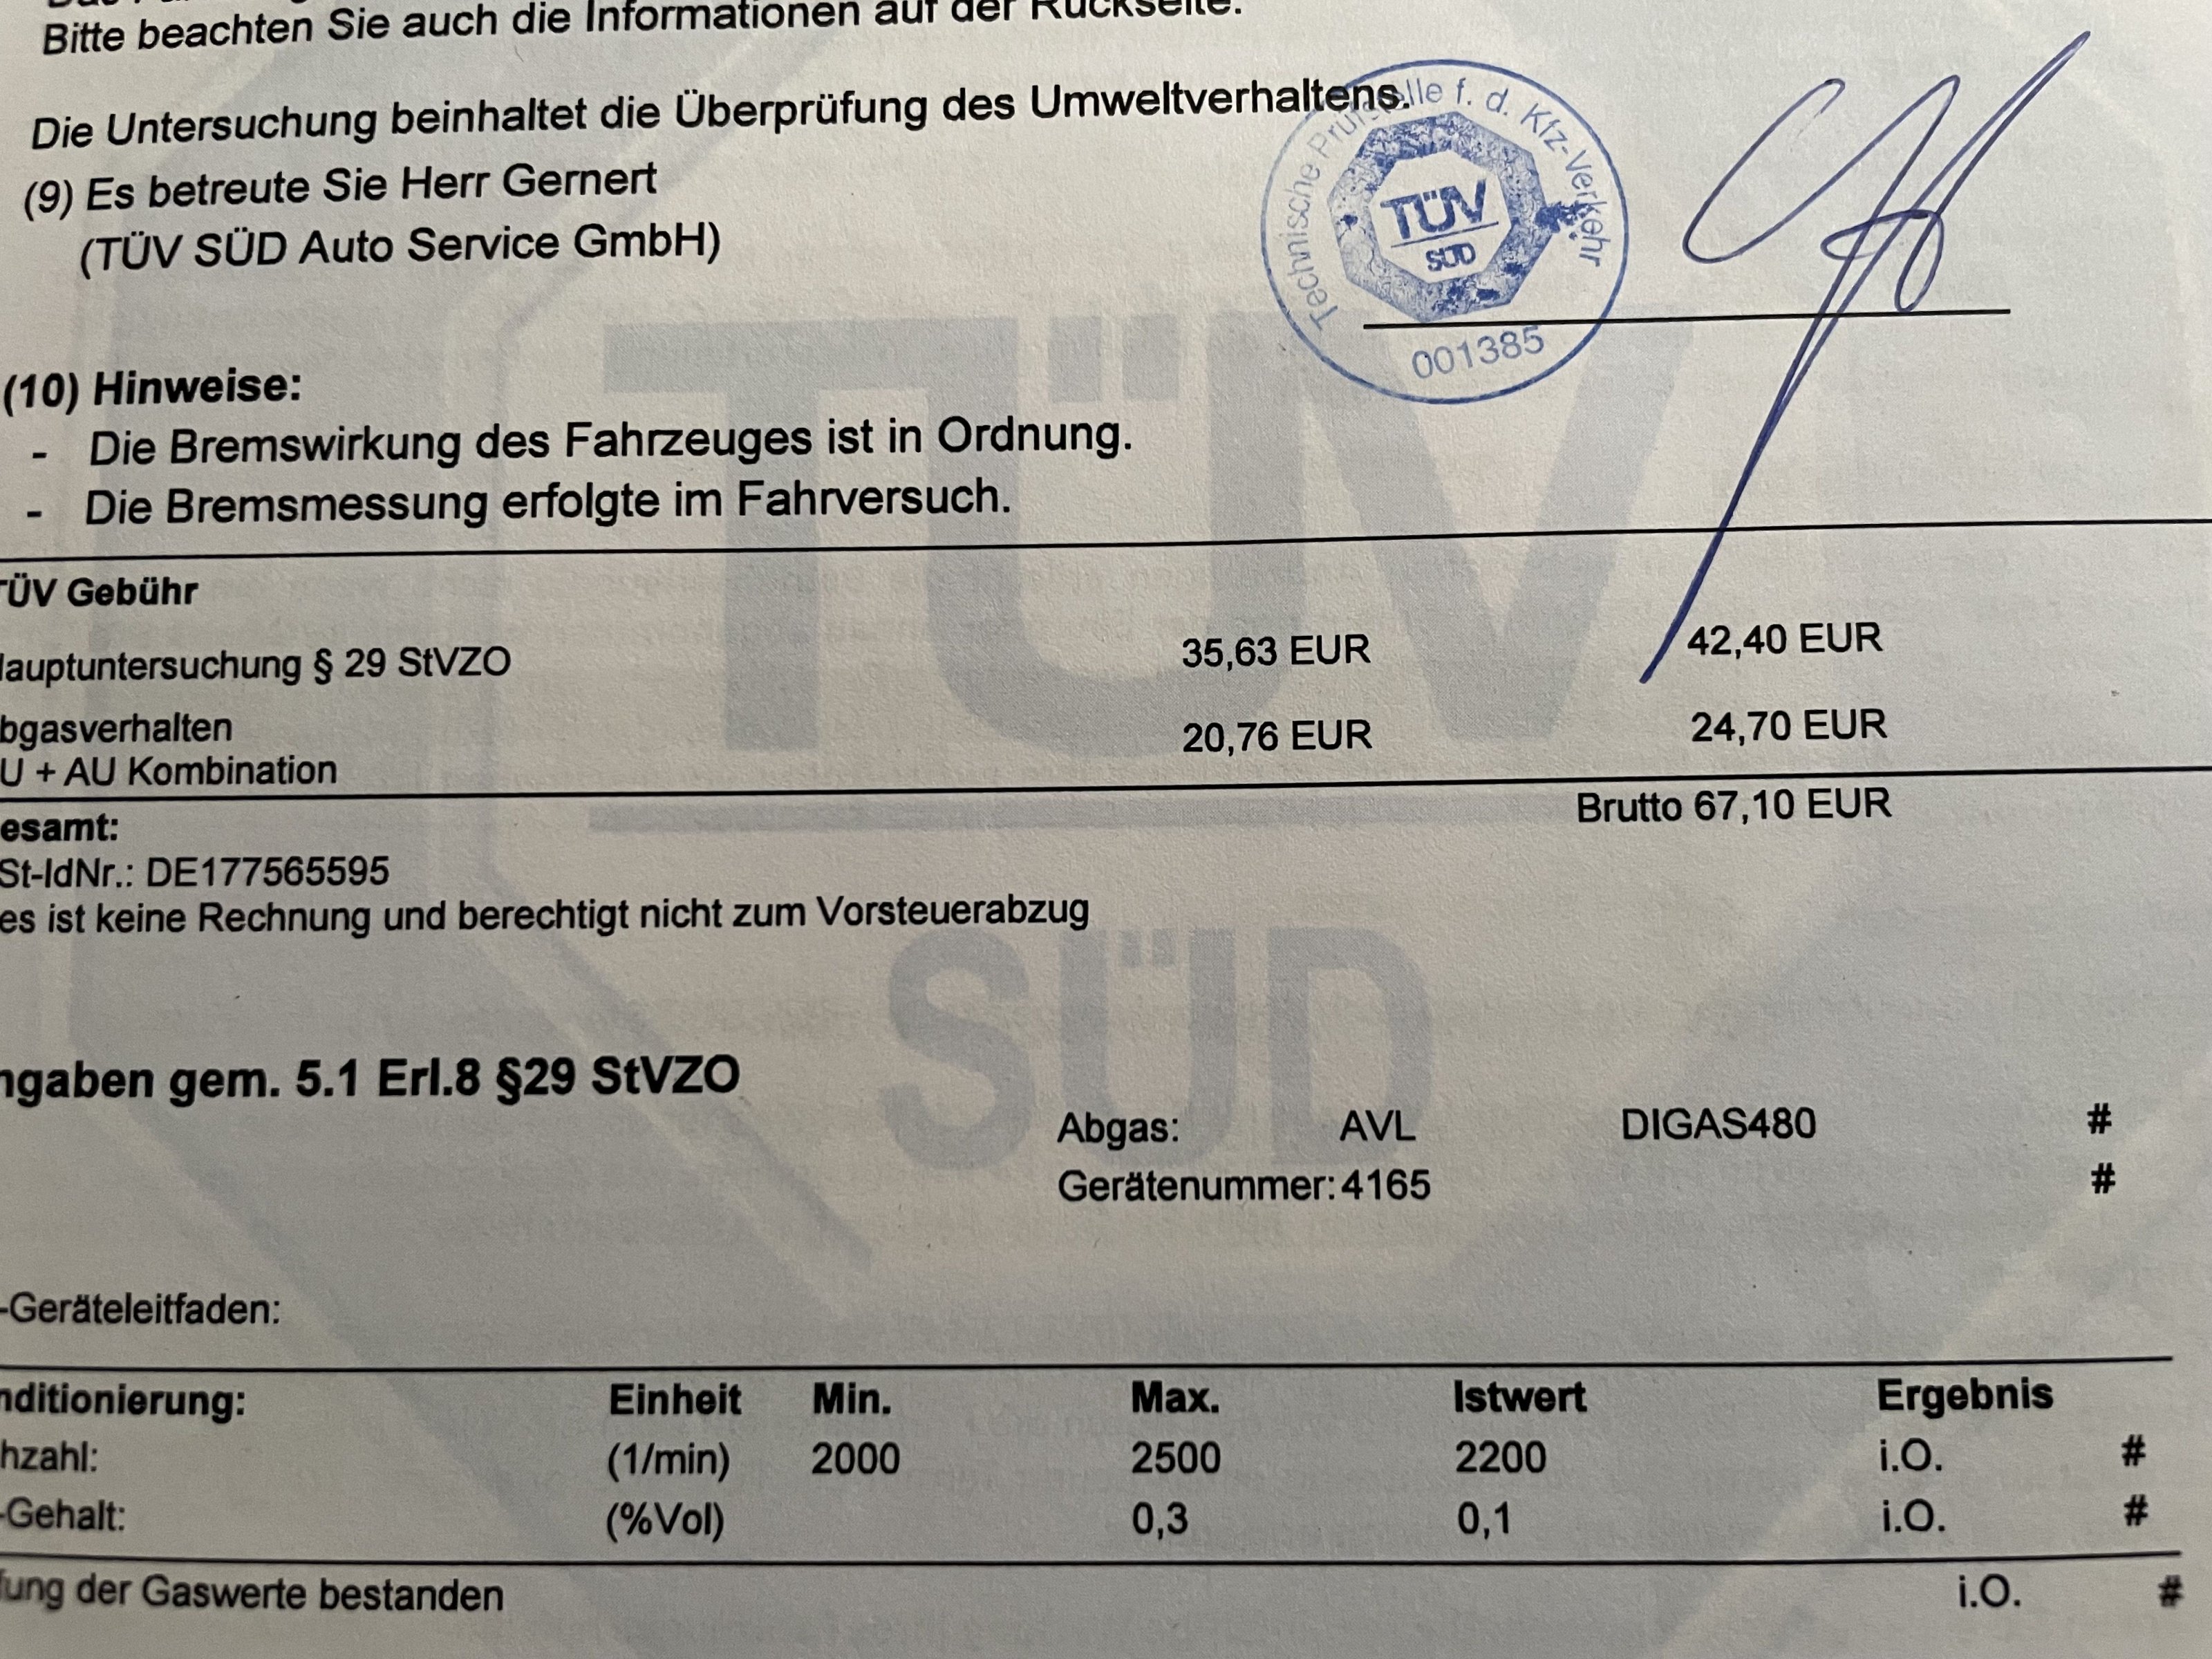 Bitte beachten Sie auch die Informationen auf der Rückseite.
Die Untersuchung beinhaltet die Überprüfung des Umweltverhaltens.
(9) Es betreute Sie Herr Gernert
(TÜV SÜD Auto Service GmbH)
Technische Prüfstelle f. d. Kfz-Verkehr
TÜV
SÜD
001385
(10) Hinweise:
- Die Bremswirkung des Fahrzeuges ist in Ordnung.
- Die Bremsmessung erfolgte im Fahrversuch.
TÜV Gebühr
Hauptuntersuchung § 29 StVZO 35,63 EUR 42,40 EUR
bgasverhalten 20,76 EUR 24,70 EUR
U + AU Kombination
Brutto 67,10 EUR
esamt:
St-IdNr.: DE177565595
es ist keine Rechnung und berechtigt nicht zum Vorsteuerabzug
TÜV
SÜD
ngaben gem. 5.1 Erl.8 §29 StVZO
Abgas: AVL DIGAS480 #
Gerätenummer: 4165 #
-Geräteleitfaden:
nditionierung: Einheit Min. Max. Istwert Ergebnis
hzahl: (1/min) 2000 2500 2200 i.O. #
-Gehalt: (%Vol) 0,3 0,1 i.O. #
fung der Gaswerte bestanden i.O. #